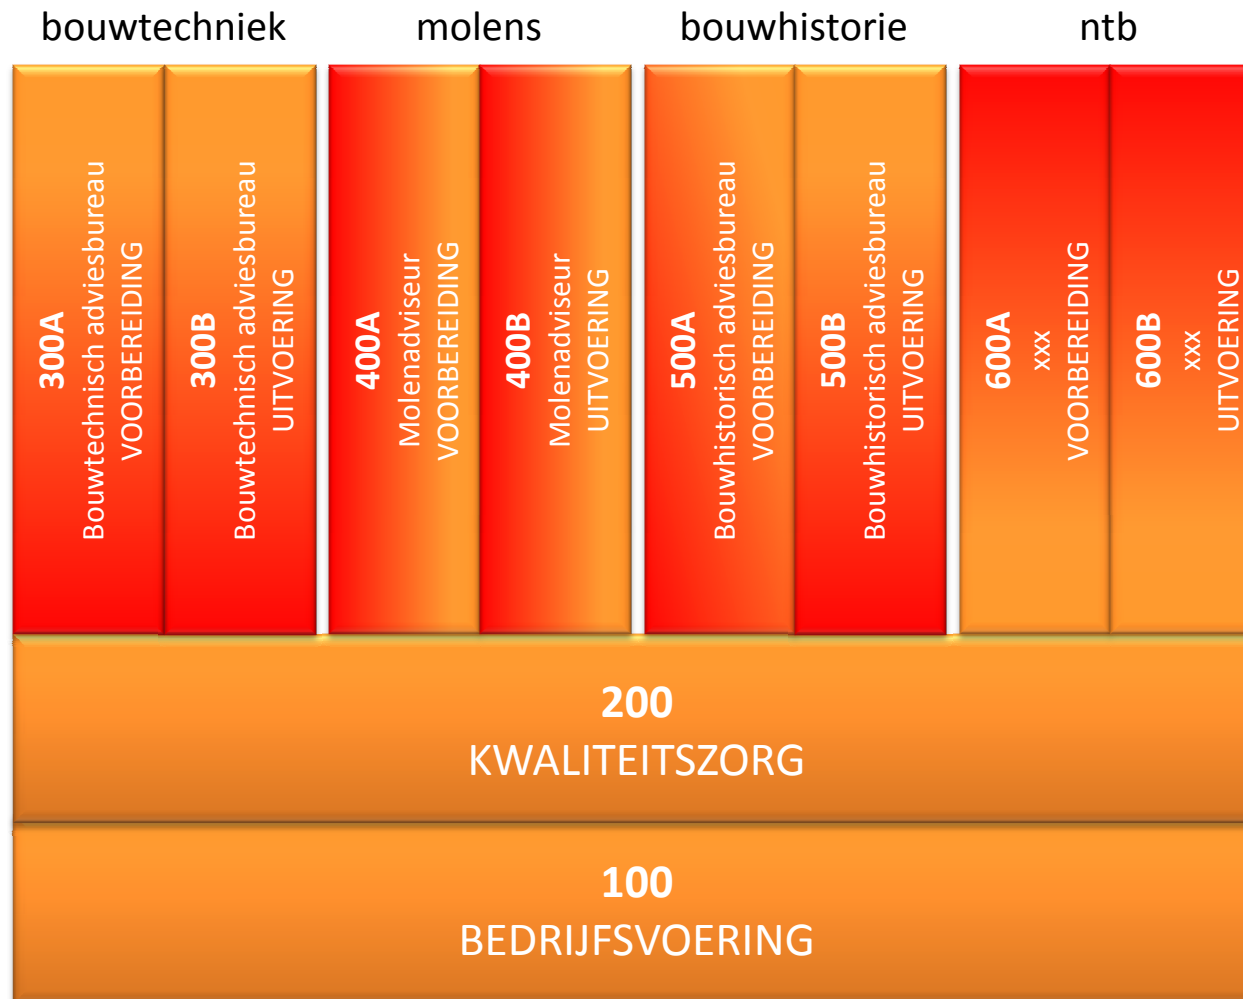 bouwtechniek
molens
bouwhistorie
ntb
300A
Bouwtechnisch adviesbureau
VOORBEREIDING
300B
Bouwtechnisch adviesbureau
UITVOERING
400A
Molenadviseur
VOORBEREIDING
400B
Molenadviseur
UITVOERING
500A
Bouwhistorisch adviesbureau
VOORBEREIDING
500B
Bouwhistorisch adviesbureau
UITVOERING
600A
xxx
VOORBEREIDING
600B
xxx
UITVOERING
200
KWALITEITSZORG
100
BEDRIJFSVOERING